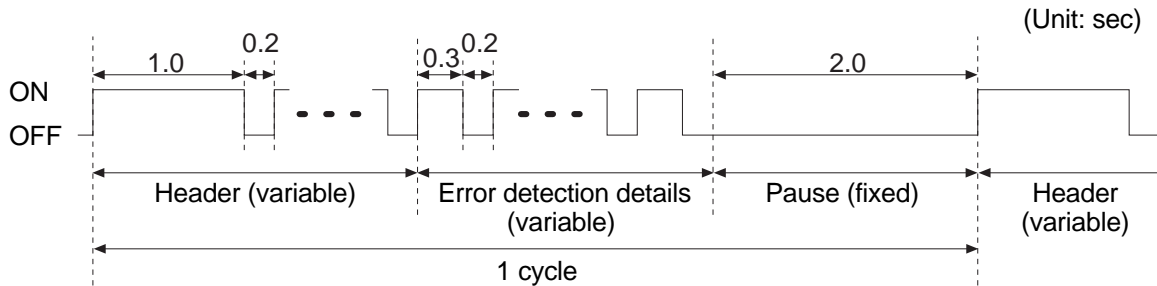 (Unit: sec)
0.2
0.2
1.0
0.3
2.0
ON
OFF
Header (variable)
Error detection details
(variable)
Pause (fixed)
Header
(variable)
1 cycle